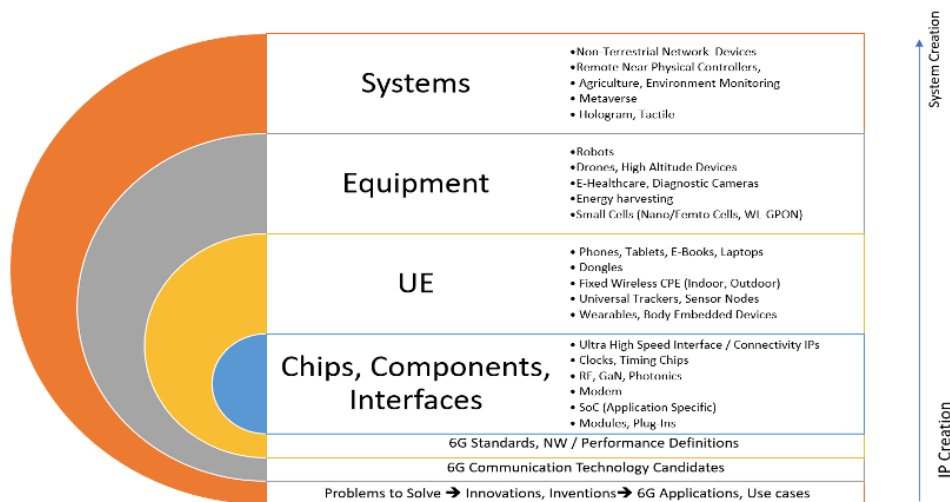 Systems
•Non-Terrestrial Network Devices
•Remote Near Physical Controllers,
• Agriculture, Environment Monitoring
• Metaverse
• Hologram, Tactile
Equipment
•Robots
•Drones, High Altitude Devices
•E-Healthcare, Diagnostic Cameras
•Energy harvesting
•Small Cells (Nano/Femto Cells, WL-GPON)
UE
• Phones, Tablets, E-Books, Laptops
• Dongles
• Fixed Wireless CPE (Indoor, Outdoor)
• Universal Trackers, Sensor Nodes
• Wearables, Body Embedded Devices
Chips, Components,
Interfaces
• Ultra High Speed Interface / Connectivity IPs
• Clocks, Timing Chips
• RF, GaN, Photonics
• Modem
• SoC (Application Specific)
• Modules, Plug-Ins
6G Standards, NW / Performance Definitions
6G Communication Technology Candidates
Problems to Solve ➔ Innovations, Inventions➔ 6G Applications, Use cases
System Creation
IP Creation